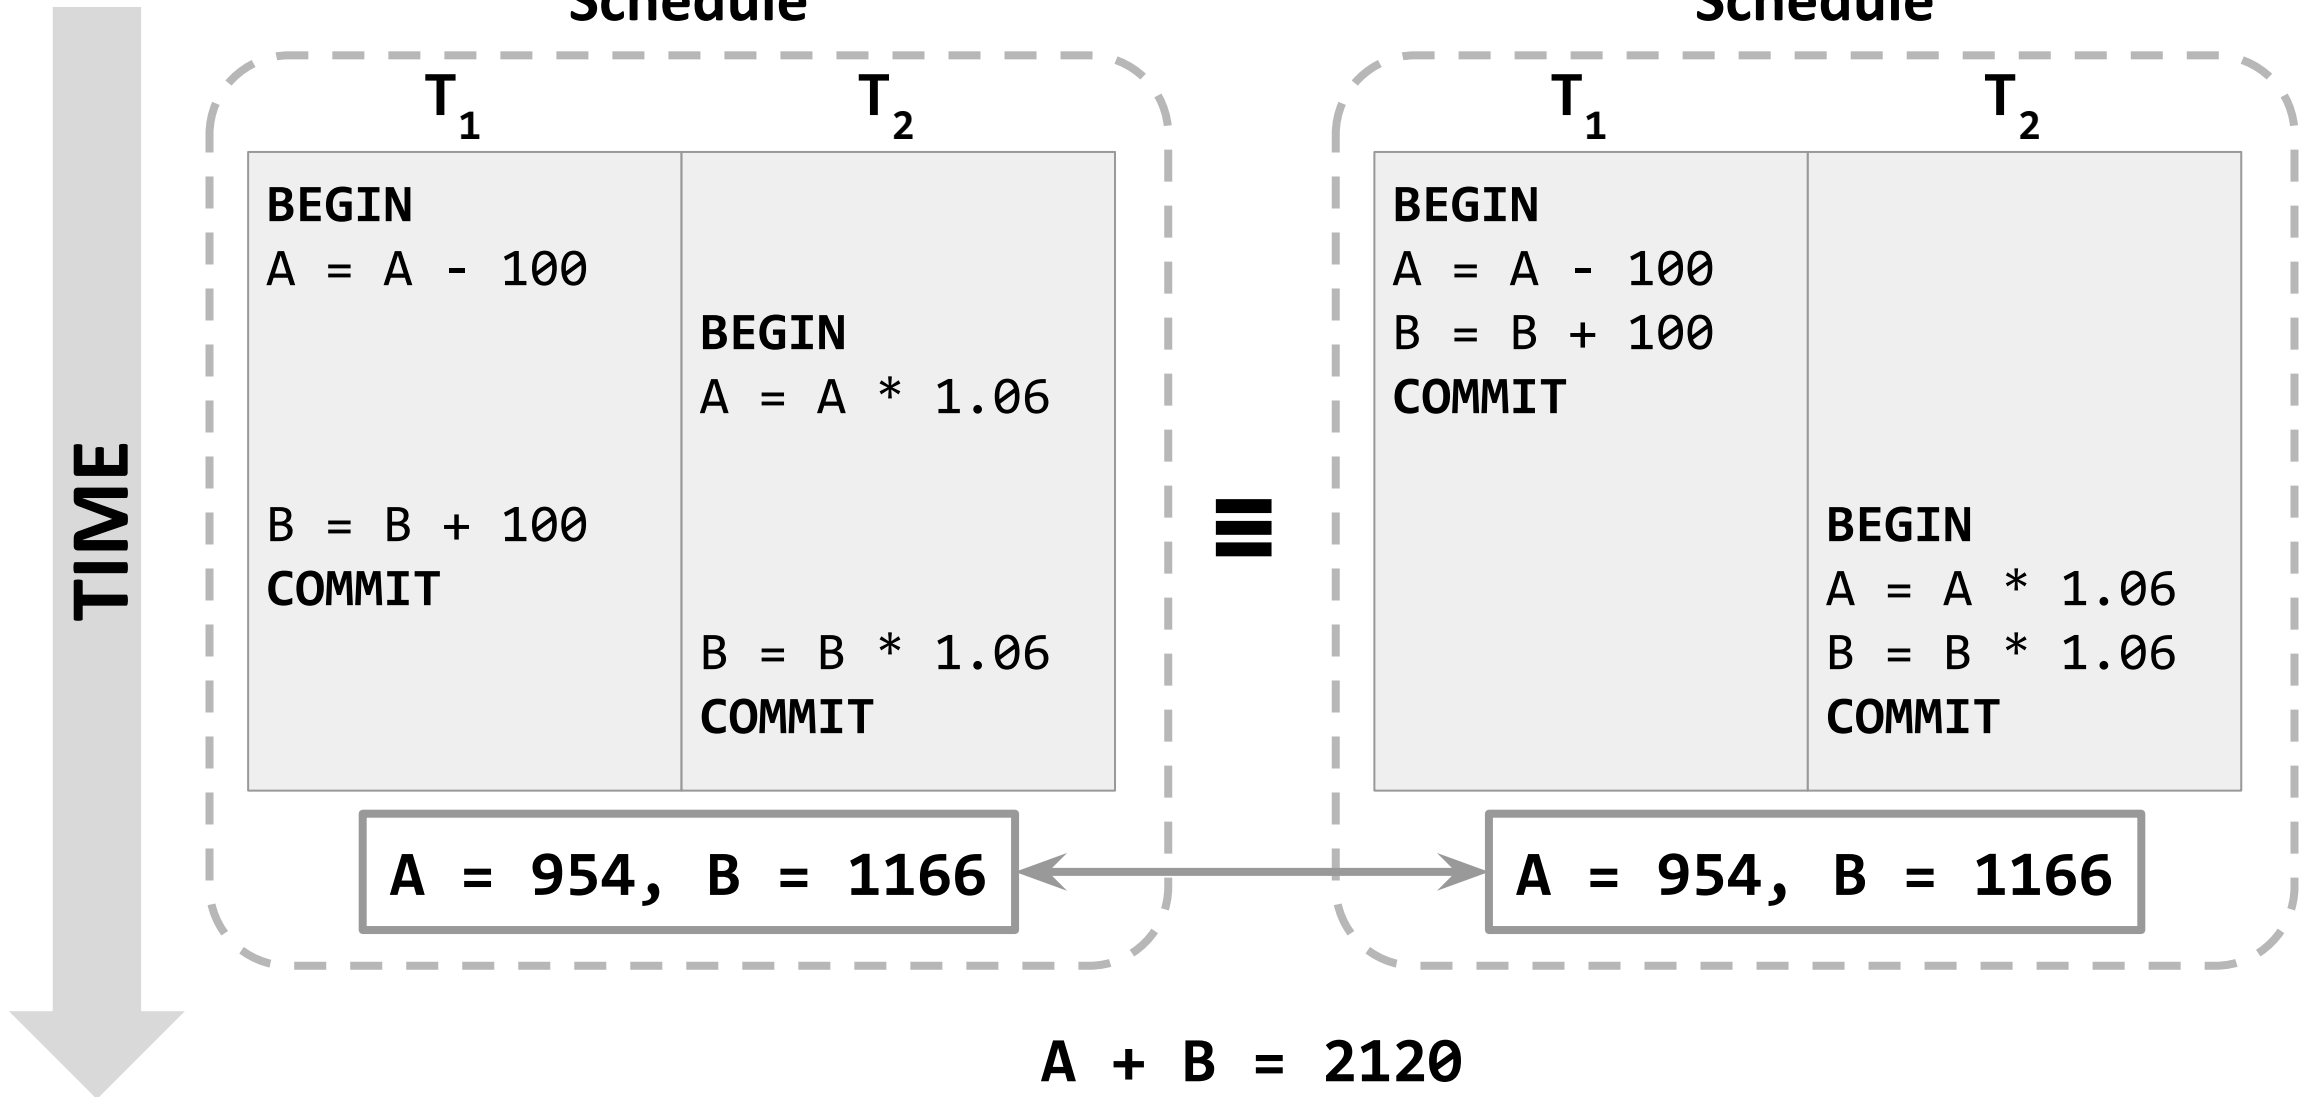 Schedule
Schedule
TIME
T1
T2
BEGIN
A = A - 100
BEGIN
A = A * 1.06
B = B + 100
COMMIT
B = B * 1.06
COMMIT
A = 954, B = 1166
≡
T1
T2
BEGIN
A = A - 100
B = B + 100
COMMIT
BEGIN
A = A * 1.06
B = B * 1.06
COMMIT
A = 954, B = 1166
A + B = 2120